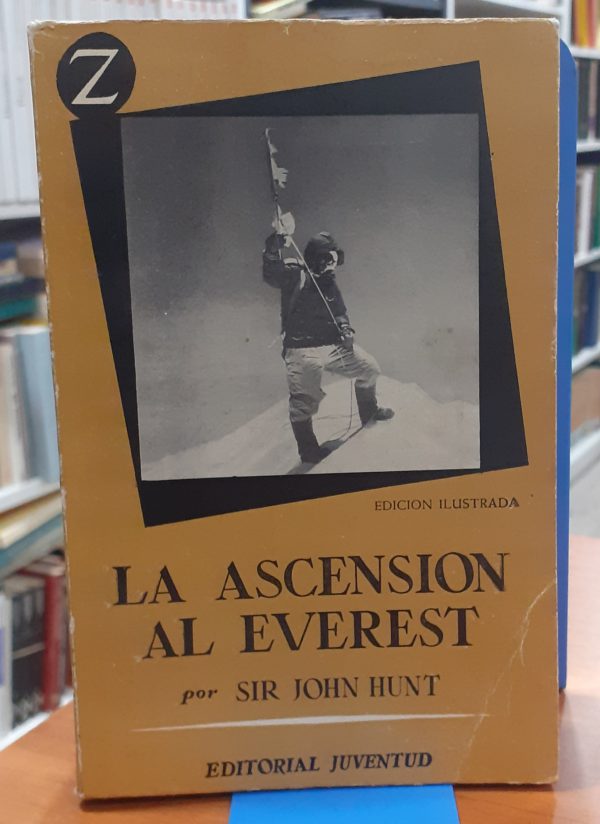 Z
EDICION ILUSTRADA
LA ASCENSION
AL EVEREST
por SIR JOHN HUNT
EDITORIAL JUVENTUD